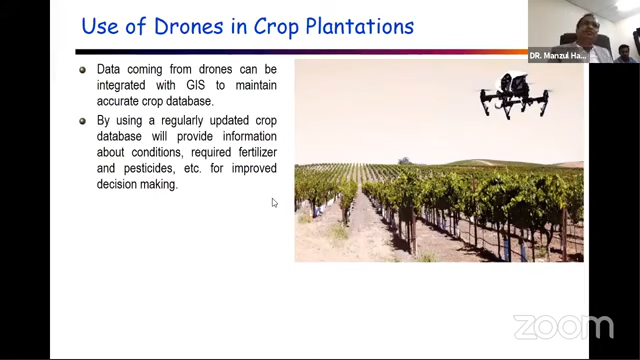 Use of Drones in Crop Plantations
DR. Manzul Ha...
Data coming from drones can be
integrated with GIS to maintain
accurate crop database.
By using a regularly updated crop
database will provide information
about conditions, required fertilizer
and pesticides, etc. for improved
decision making.
zoom